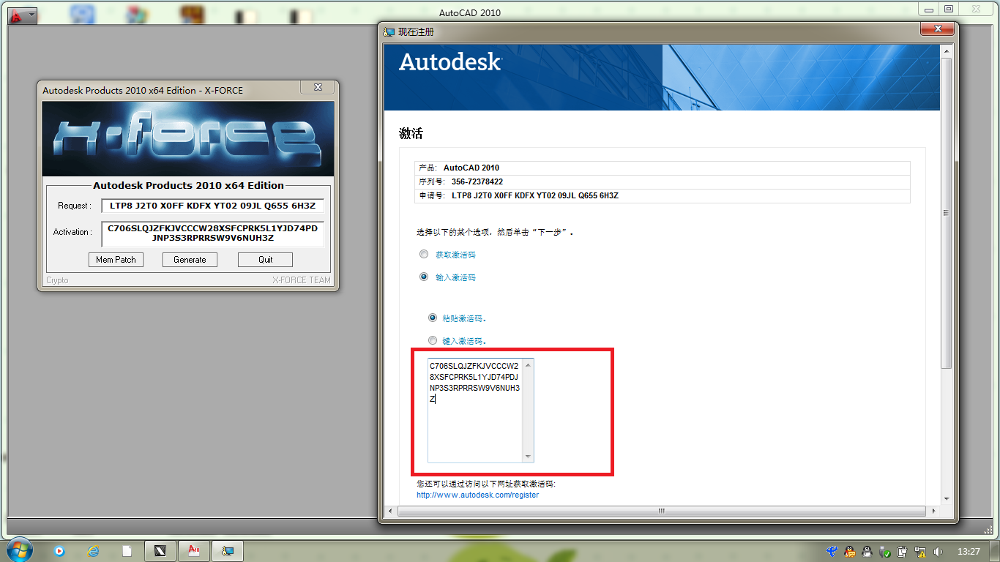 AutoCAD 2010
现在注册
Autodesk
Autodesk Products 2010 x64 Edition - X-FORCE
x-force
Autodesk Products 2010 x64 Edition
Request :
LTP8 J2T0 X0FF KDFX YT02 09JL Q655 6H3Z
Activation :
C706SLQJZFKJVCCCW28XSFCPRK5L1YJD74PD
JNP3S3RPRRSW9V6NUH3Z
Mem Patch
Generate
Quit
Crypto
X-FORCE TEAM
激活
产品: AutoCAD 2010
序列号: 356-72378422
申请号: LTP8 J2T0 X0FF KDFX YT02 09JL Q655 6H3Z
选择以下的某个选项，然后单击“下一步”.
获取激活码
输入激活码
粘贴激活码.
键入激活码.
C706SLQJZFKJVCCCW2
8XSFCPRK5L1YJD74PDJ
NP3S3RPRRSW9V6NUH3
Z
您还可以通过访问以下网址获取激活码:
http://www.autodesk.com/register
13:27